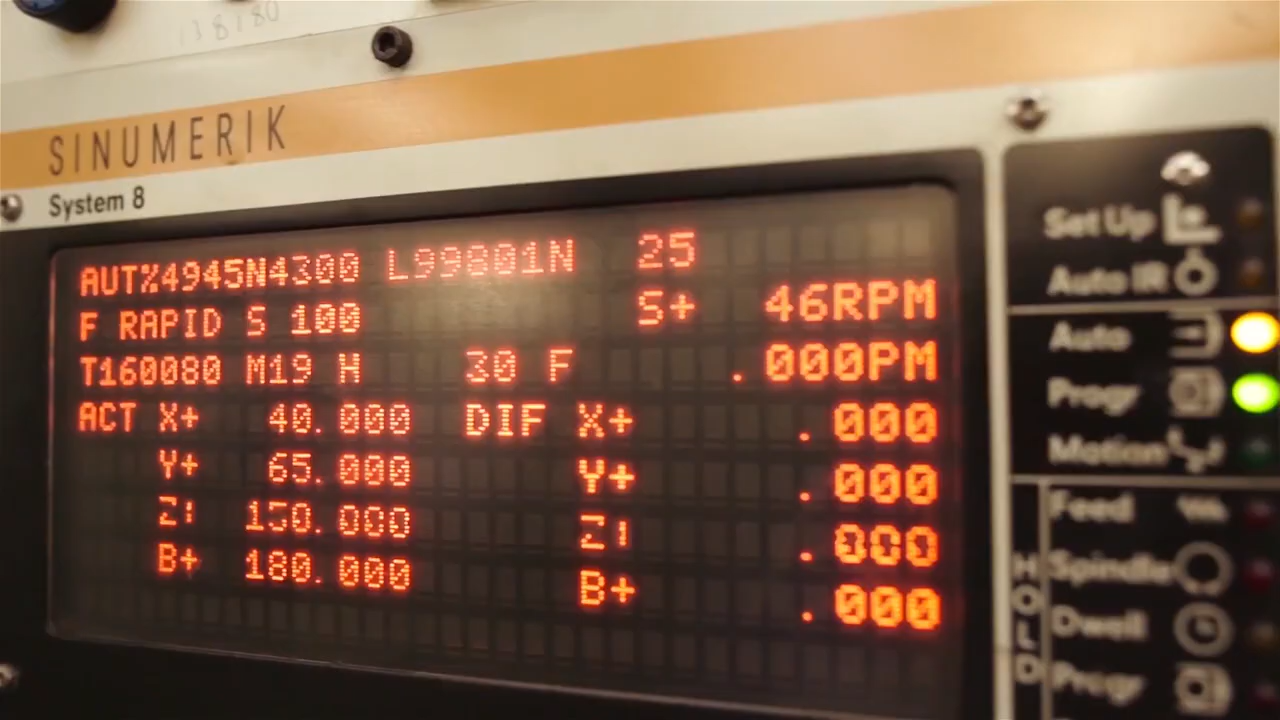 138180
SINUMERIK
System 8
AUT%4945N4300 L99801N 25
F RAPID S 100 S+ 46RPM
T160080 M19 H 30 F .000PM
ACT X+ 40.000 DIF X+ .000
Y+ 65.000 Y+ .000
Z 150.000 Z .000
B+ 180.000 B+ .000
Set Up
Auto IR
Auto
Progr
Motion
HOLD
Feed
Spindle
Dwell
Progr